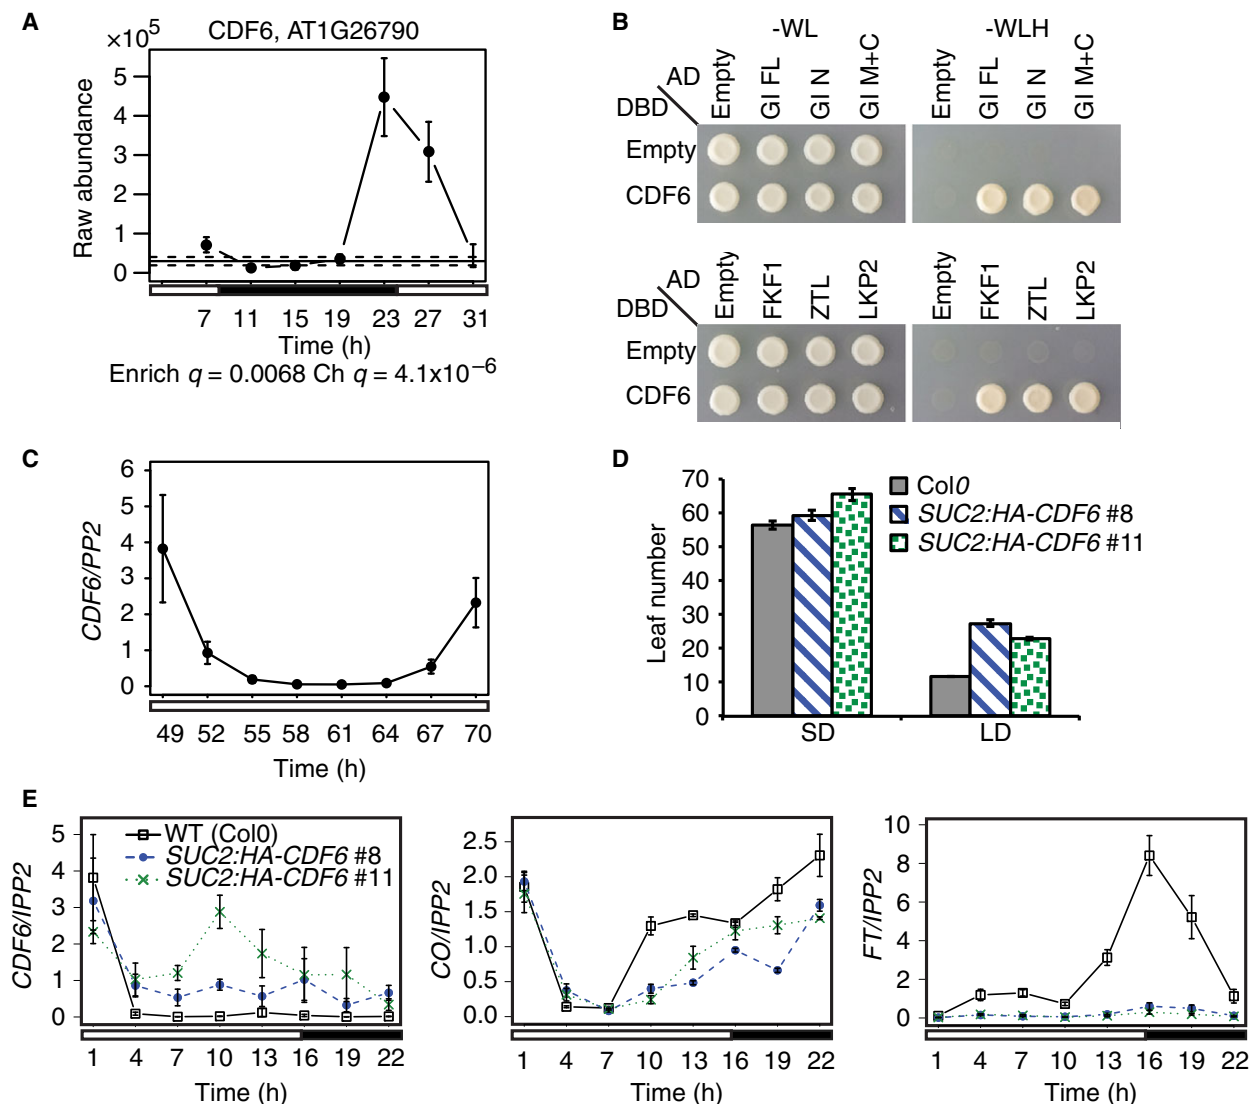 A
CDF6, AT1G26790
×10⁵
Raw abundance
5
4
3
2
1
0
7 11 15 19 23 27 31
Time (h)
Enrich q = 0.0068 Ch q = 4.1x10⁻⁶
B
-WL -WLH
AD Empty GI FL GI N GI M+C Empty GI FL GI N GI M+C
DBD
Empty
CDF6
AD Empty FKF1 ZTL LKP2 Empty FKF1 ZTL LKP2
DBD
Empty
CDF6
C
CDF6/PP2
6
5
4
3
2
1
0
49 52 55 58 61 64 67 70
Time (h)
D
Leaf number
70
60
50
40
30
20
10
0
SD LD
Col0
SUC2:HA-CDF6 #8
SUC2:HA-CDF6 #11
E
CDF6/IPP2
5
4
3
2
1
0
WT (Col0)
SUC2:HA-CDF6 #8
SUC2:HA-CDF6 #11
1 4 7 10 13 16 19 22
Time (h)
CO/IPP2
2.5
2.0
1.5
1.0
0.5
0.0
1 4 7 10 13 16 19 22
Time (h)
FT/IPP2
10
8
6
4
2
0
1 4 7 10 13 16 19 22
Time (h)